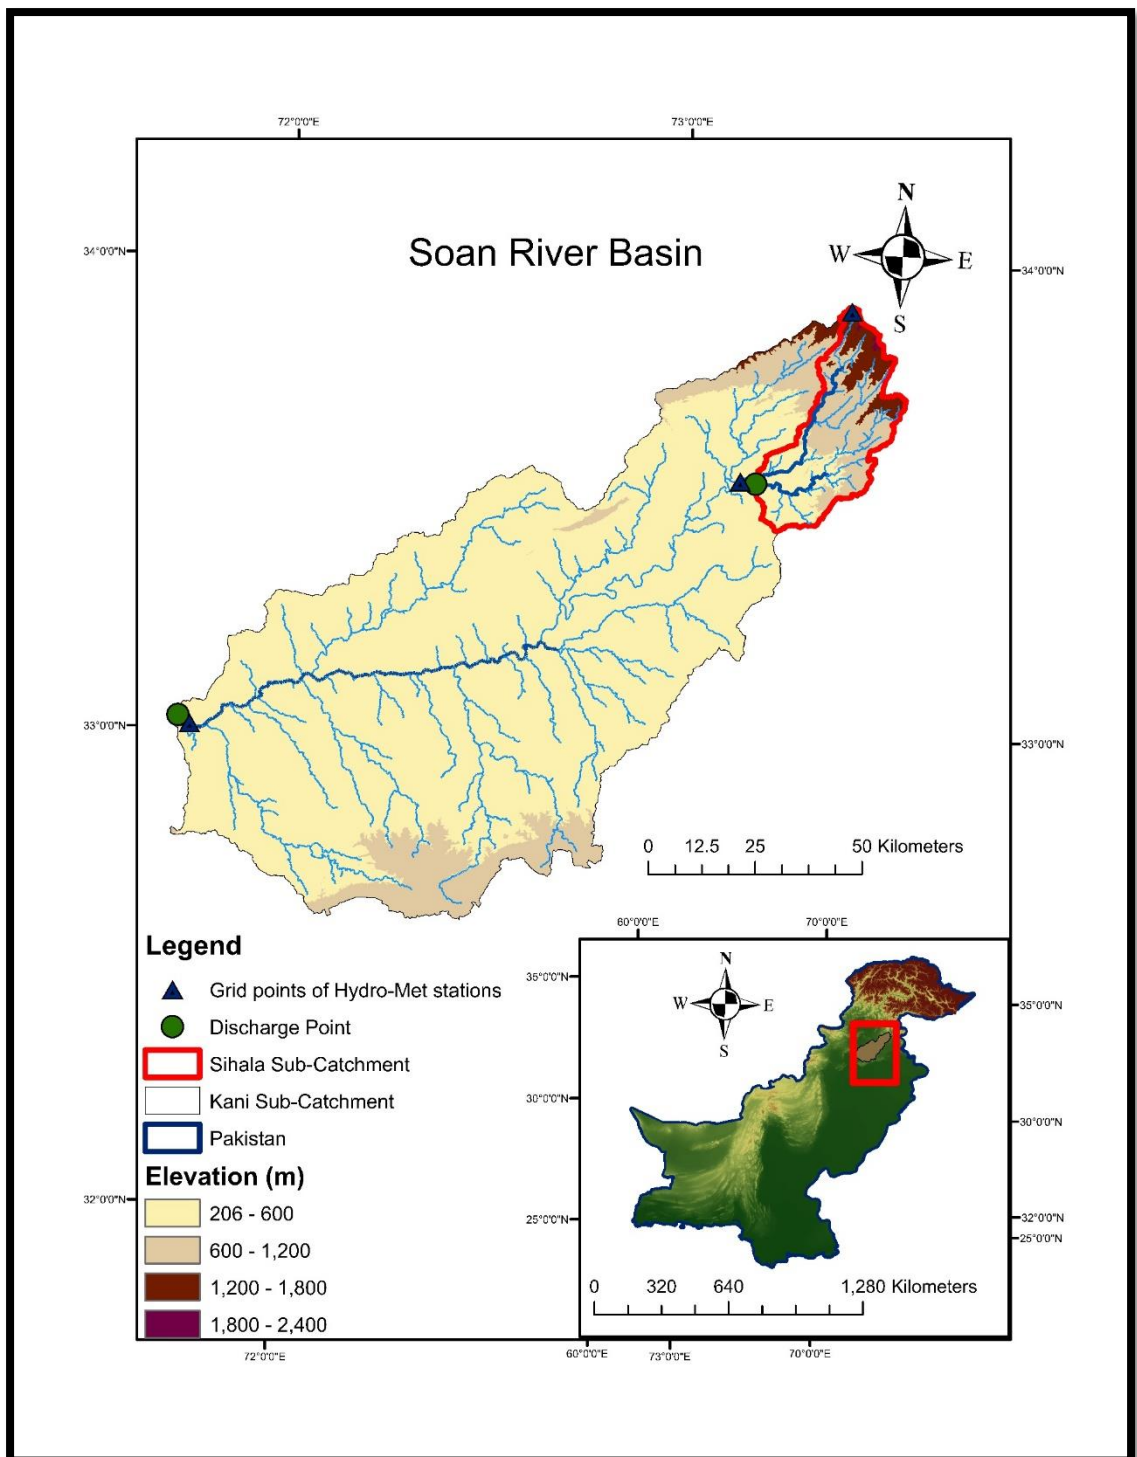 72°0'0"E
73°0'0"E
N
34°0'0"N
Soan River Basin
W
E
34°0'0"N
S
33°0'0"N
33°0'0"N
0 12.5 25 50 Kilometers
Legend
Grid points of Hydro-Met stations
Discharge Point
Sihala Sub-Catchment
Kani Sub-Catchment
Pakistan
Elevation (m)
32°0'0"N
206 - 600
600 - 1,200
1,200 - 1,800
1,800 - 2,400
60°0'0"E
70°0'0"E
N
35°0'0"N
W
E
35°0'0"N
S
30°0'0"N
30°0'0"N
25°0'0"N
32°0'0"N
25°0'0"N
0 320 640 1,280 Kilometers
72°0'0"E
60°0'0"E
73°0'0"E
70°0'0"E